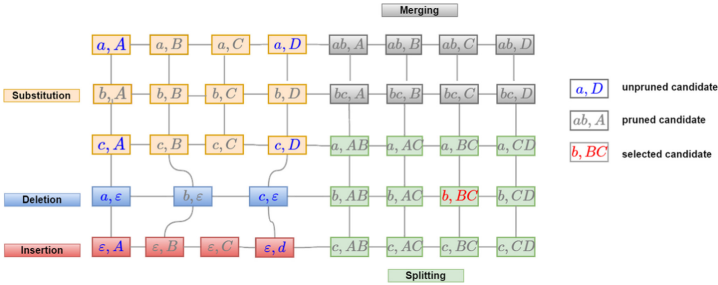 Merging
a, A a, B a, C a, D ab, A ab, B ab, C ab, D
Substitution b, A b, B b, C b, D bc, A bc, B bc, C bc, D
c, A c, B c, C c, D a, AB a, AC a, BC a, CD
Deletion a, ε b, ε c, ε b, AB b, AC b, BC b, CD
Insertion ε, A ε, B ε, C ε, d c, AB c, AC c, BC c, CD
Splitting
a, D unpruned candidate
ab, A pruned candidate
b, BC selected candidate